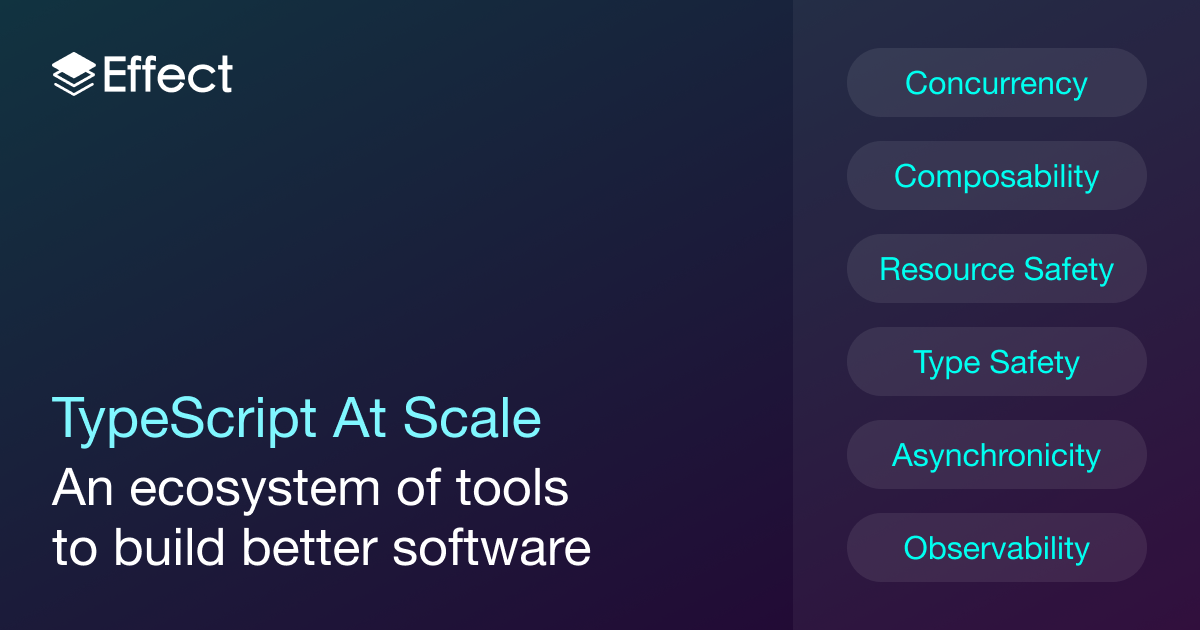 Effect
TypeScript At Scale
An ecosystem of tools
to build better software
Concurrency
Composability
Resource Safety
Type Safety
Asynchronicity
Observability